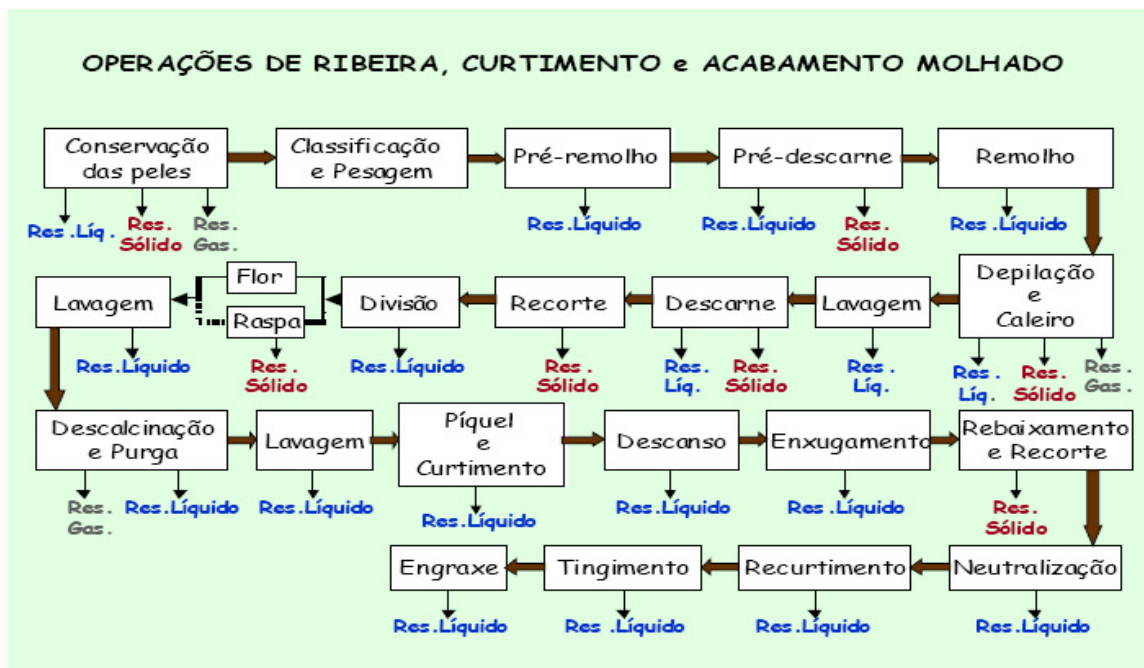 OPERAÇÕES DE RIBEIRA, CURTIMENTO e ACABAMENTO MOLHADO
Conservação
das peles
Classificação
e Pesagem
Pré-remolho
Pré-descarne
Remolho
Res.Líq.
Res.
Sólido
Res.
Gas.
Res.Líquido
Res.Líquido
Res.
Sólido
Res.Líquido
Lavagem
Flor
Raspa
Divisão
Recorte
Descarne
Lavagem
Depilação
e
Caleiro
Res.Líquido
Res.
Sólido
Res.Líquido
Res.
Sólido
Res.
Líq.
Res.
Sólido
Res.
Líq.
Res.
Líq.
Res.
Sólido
Res.
Gas.
Descalcinação
e Purga
Lavagem
Píquel
e
Curtimento
Descanso
Enxugamento
Rebaixamento
e Recorte
Res.
Gas.
Res.Líquido
Res.Líquido
Res.Líquido
Res.Líquido
Res.Líquido
Res.
Sólido
Engraxe
Tingimento
Recurtimento
Neutralização
Res.Líquido
Res.Líquido
Res.Líquido
Res.Líquido